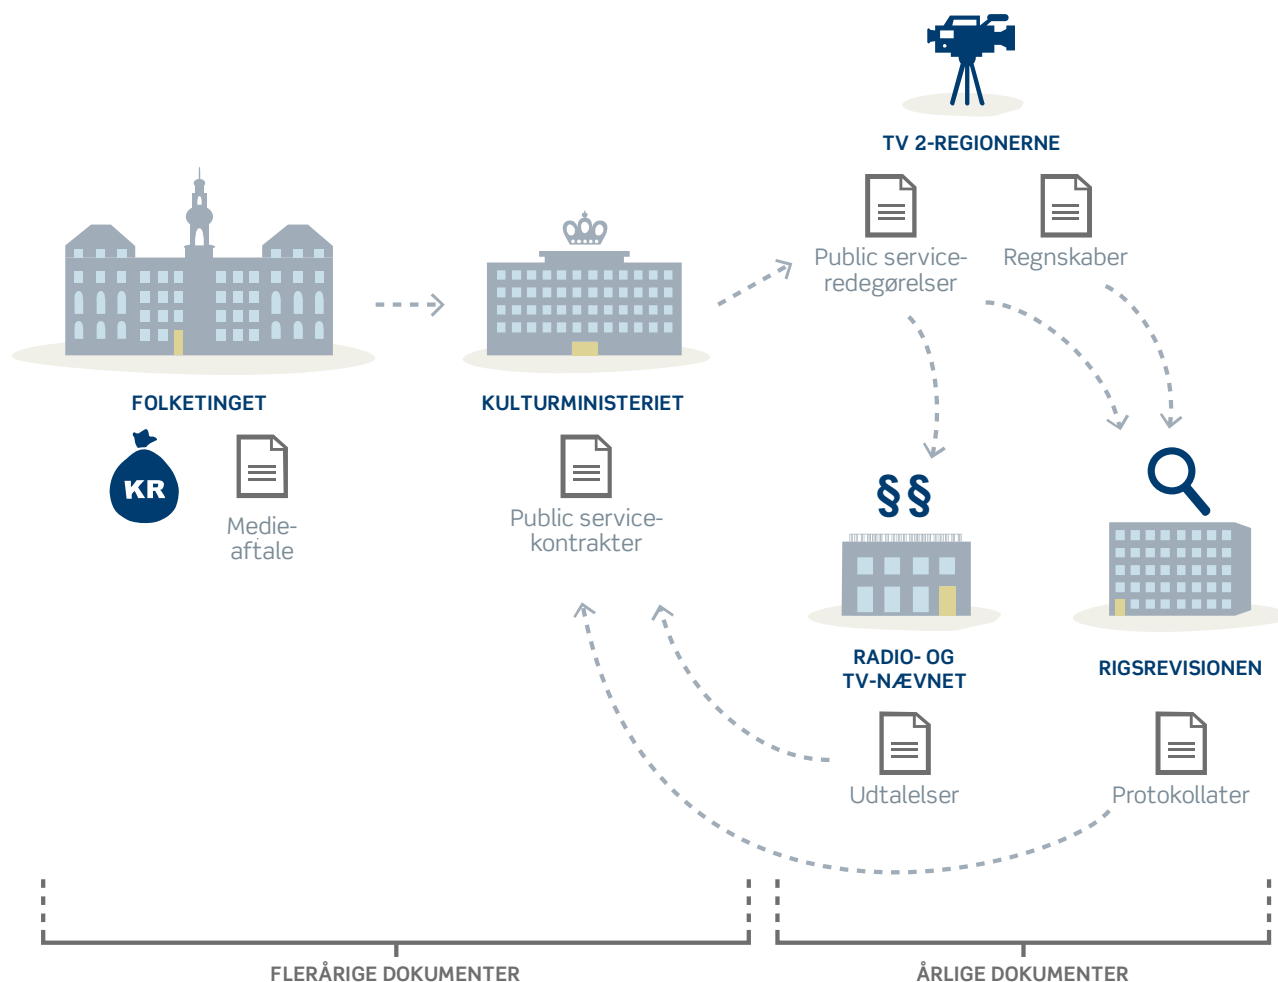 TV 2-REGIONERNE
Public service-
redegørelser
Regnskaber
FOLKETINGET
KR
Medie-
aftale
KULTURMINISTERIET
Public service-
kontrakter
§§
RADIO- OG
TV-NÆVNET
Udtalelser
RIGSREVISIONEN
Protokollater
FLERÅRIGE DOKUMENTER
ÅRLIGE DOKUMENTER